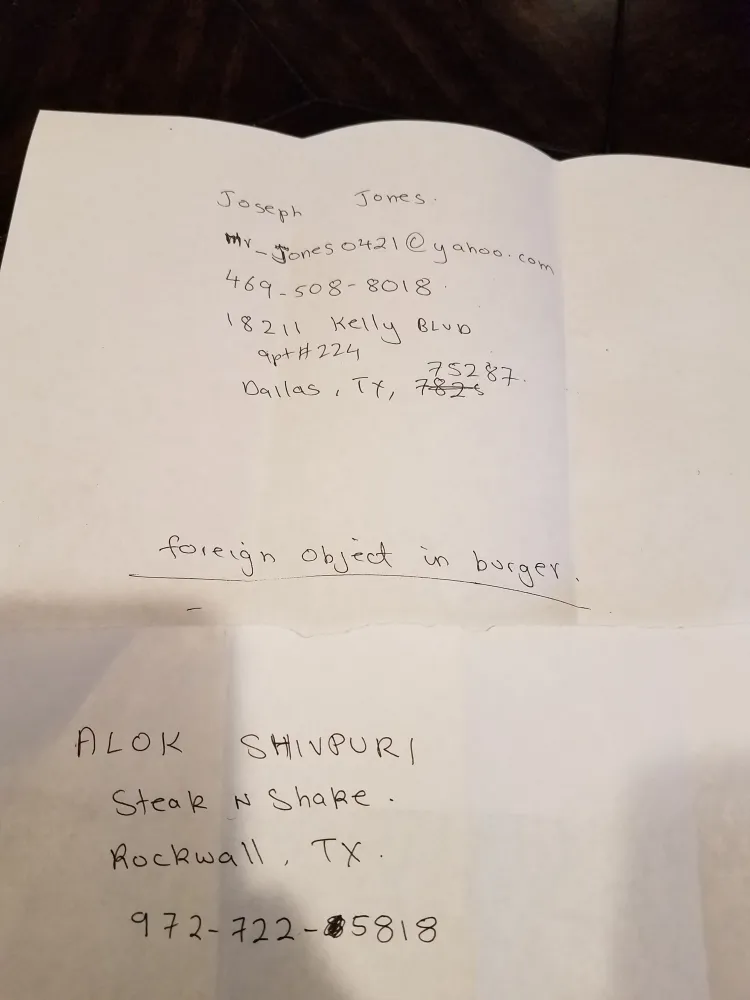 Joseph Jones.
Mr_Jones0421@yahoo.com
469-508-8018
18211 Kelly BLVD
apt#224
75287.
Dallas, TX,
foreign object in burger.
ALOK SHIVPURI
Steak N Shake.
Rockwall, TX.
972-722-5818